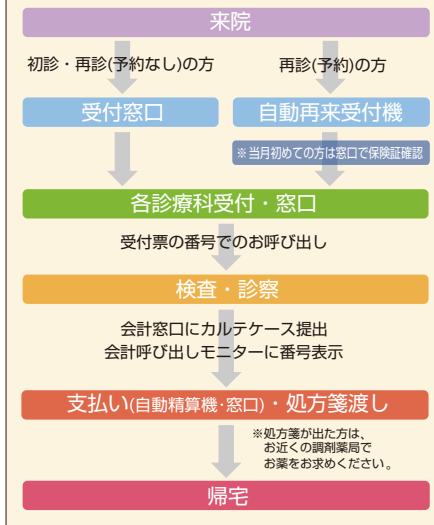 来院
初診・再診(予約なし)の方
再診(予約)の方
受付窓口
自動再来受付機
※当月初めての方は窓口で保険証確認
各診療科受付・窓口
受付票の番号でのお呼び出し
検査・診察
会計窓口にカルテケース提出
会計呼び出しモニターに番号表示
支払い(自動精算機・窓口)・処方箋渡し
※処方箋が出た方は、
お近くの調剤薬局で
お薬をお求めください。
帰宅